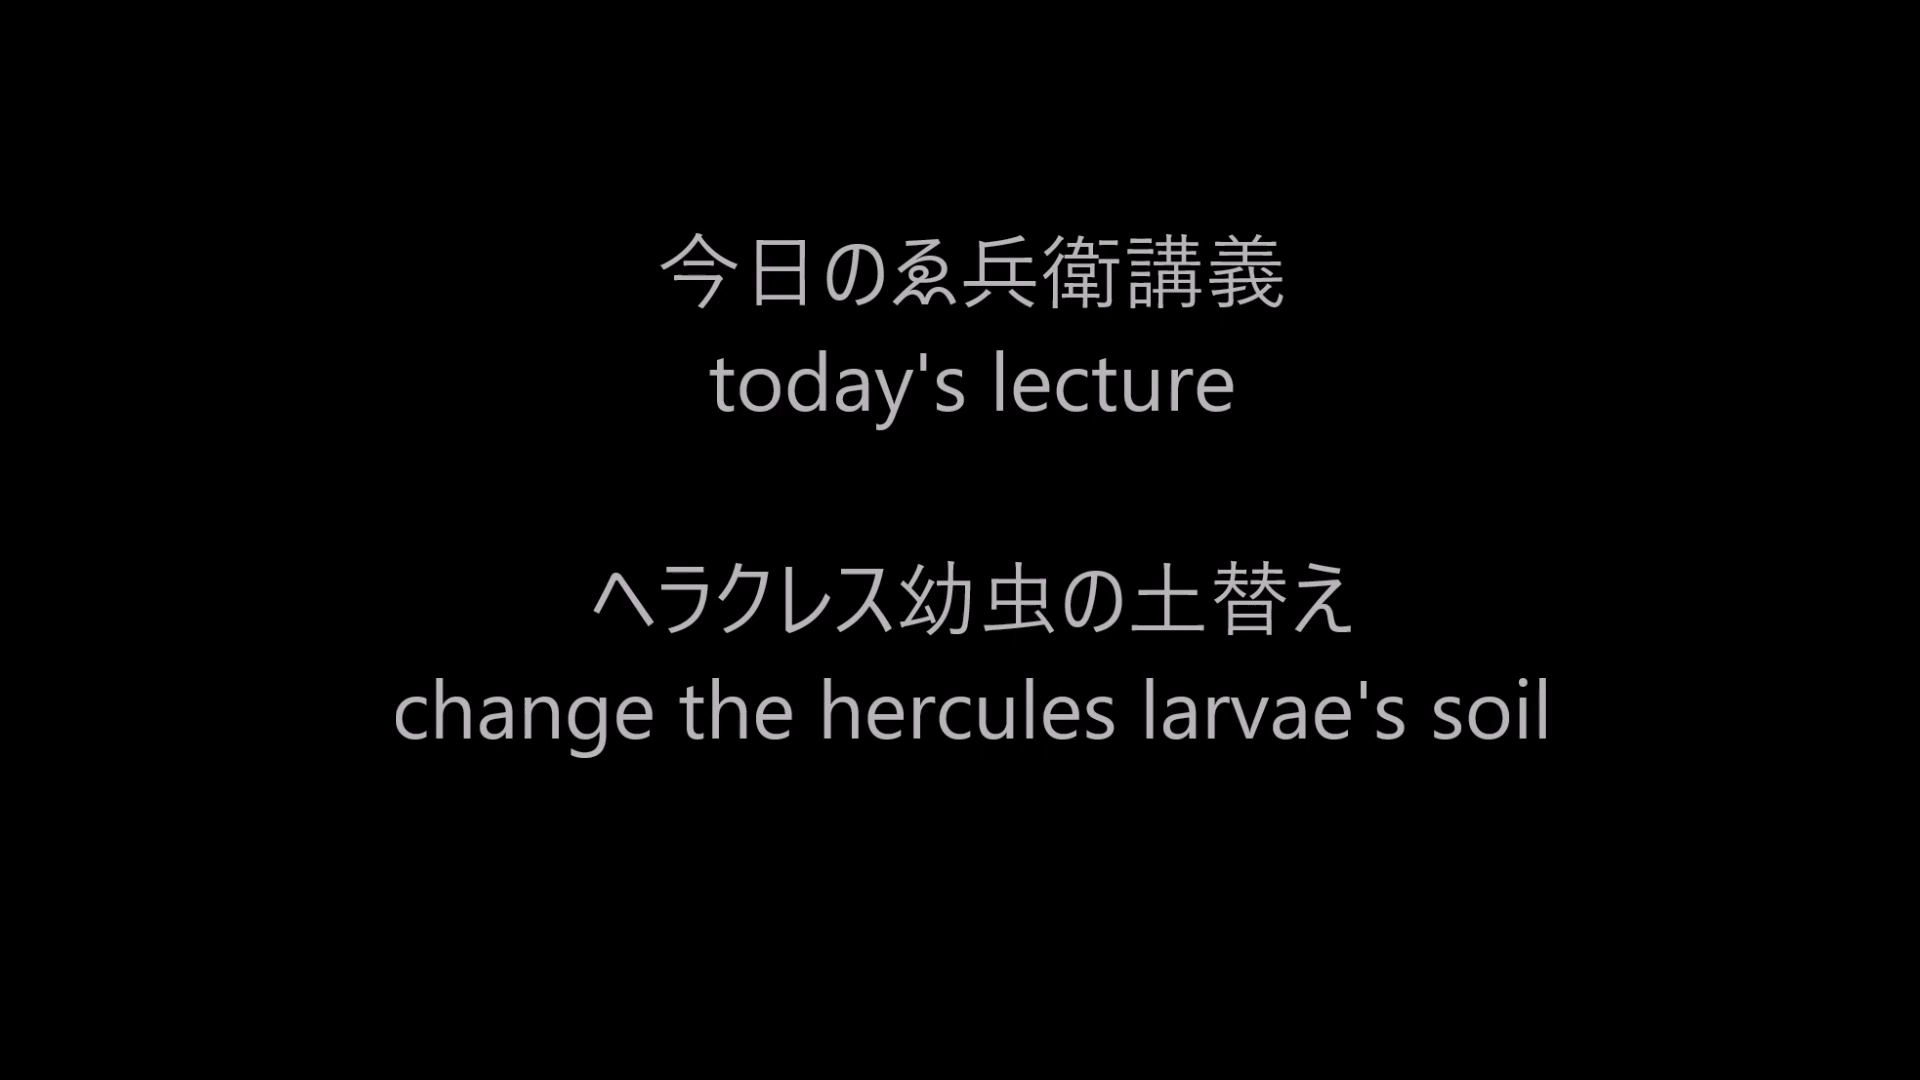 今日のゑ兵衛講義
today's lecture
ヘラクレス幼虫の土替え
change the hercules larvae's soil